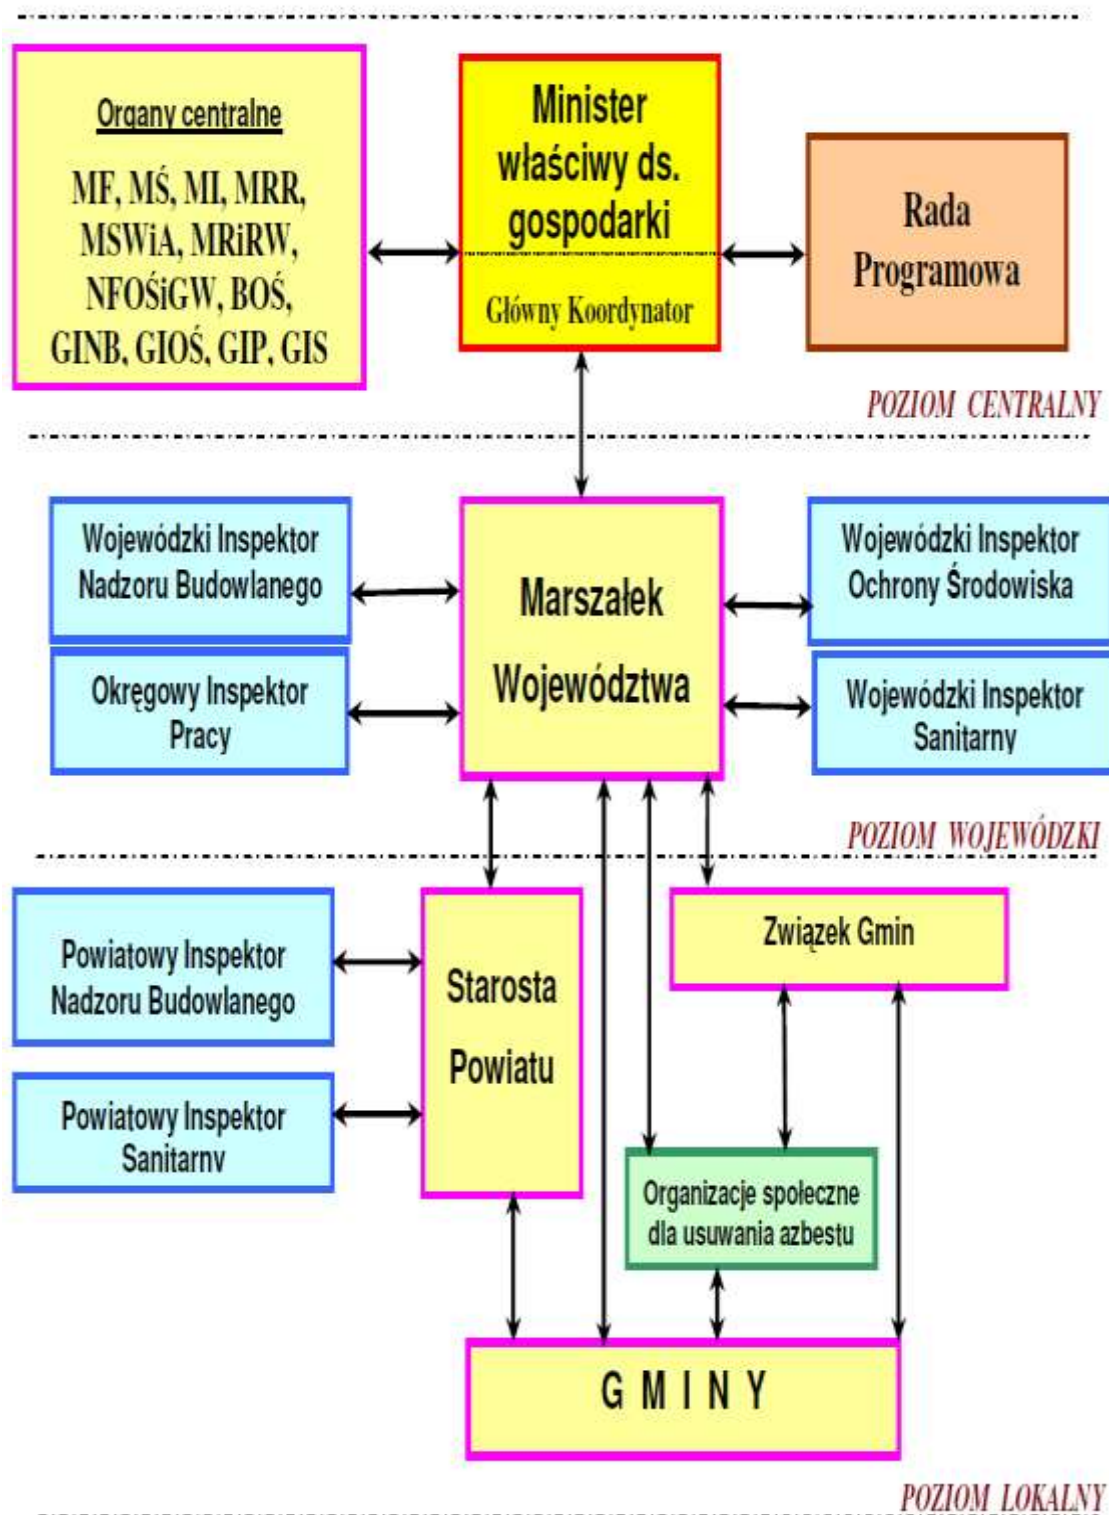 Organy centralne
MF, MŚ, MI, MRR,
MSWiA, MRiRW,
NFOŚiGW, BOŚ,
GINB, GIOŚ, GIP, GIS
Minister
właściwy ds.
gospodarki
Główny Koordynator
Rada
Programowa
POZIOM CENTRALNY
Wojewódzki Inspektor
Nadzoru Budowlanego
Okręgowy Inspektor
Pracy
Marszałek
Województwa
Wojewódzki Inspektor
Ochrony Środowiska
Wojewódzki Inspektor
Sanitarny
POZIOM WOJEWÓDZKI
Powiatowy Inspektor
Nadzoru Budowlanego
Powiatowy Inspektor
Sanitarny
Starosta
Powiatu
Związek Gmin
Organizacje społeczne
dla usuwania azbestu
G M I N Y
POZIOM LOKALNY